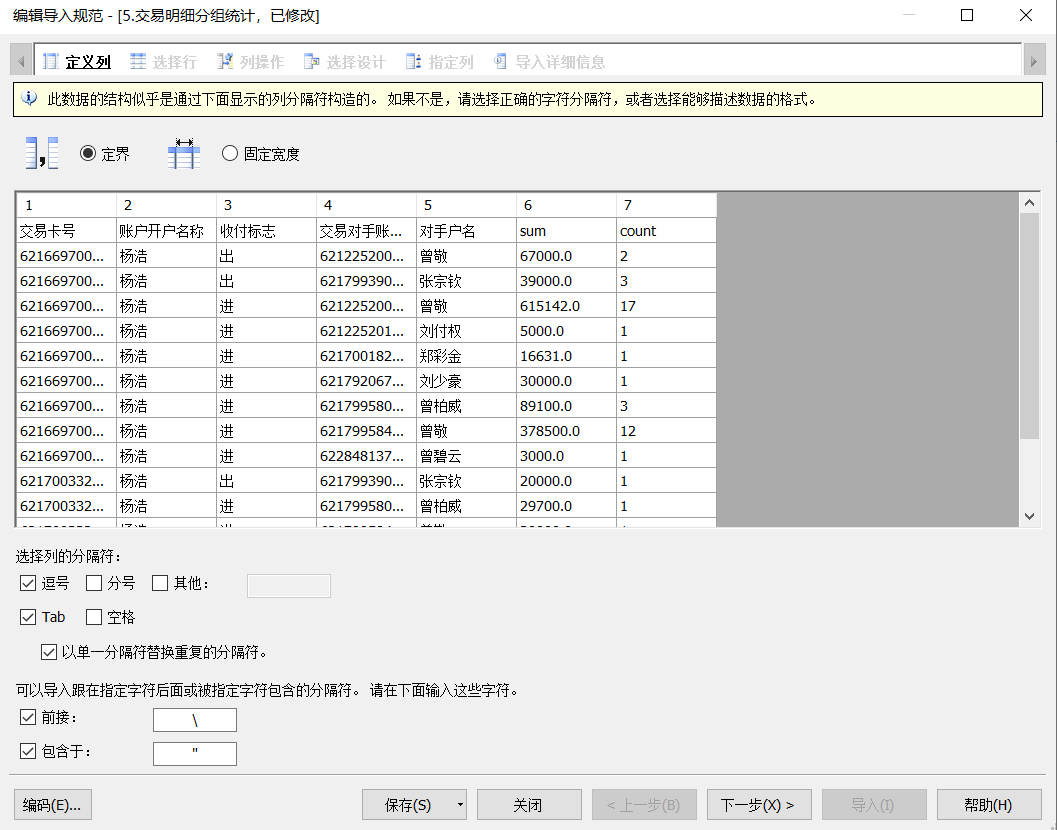 编辑导入规范 - [5.交易明细分组统计，已修改]
定义列 选择行 列操作 选择设计 指定列 导入详细信息
此数据的结构似乎是通过下面显示的列分隔符构造的。 如果不是，请选择正确的字符分隔符，或者选择能够描述数据的格式。
定界 固定宽度
1 2 3 4 5 6 7
交易卡号 账户开户名称 收付标志 交易对手账... 对手户名 sum count
621669700... 杨浩 出 621225200... 曾敬 67000.0 2
621669700... 杨浩 出 621799390... 张宗钦 39000.0 3
621669700... 杨浩 进 621225200... 曾敬 615142.0 17
621669700... 杨浩 进 621225201... 刘付权 5000.0 1
621669700... 杨浩 进 621700182... 郑彩金 16631.0 1
621669700... 杨浩 进 621792067... 刘少豪 30000.0 1
621669700... 杨浩 进 621799580... 曾柏威 89100.0 3
621669700... 杨浩 进 621799584... 曾敬 378500.0 12
621669700... 杨浩 进 622848137... 曾碧云 3000.0 1
621700332... 杨浩 出 621799390... 张宗钦 20000.0 1
621700332... 杨浩 进 621799580... 曾柏威 29700.0 1
选择列的分隔符：
逗号 分号 其他：
Tab 空格
以单一分隔符替换重复的分隔符。
可以导入跟在指定字符后面或被指定字符包含的分隔符。 请在下面输入这些字符。
前接： \
包含于： "
编码(E)... 保存(S) 关闭 < 上一步(B) 下一步(X) > 导入(I) 帮助(H)